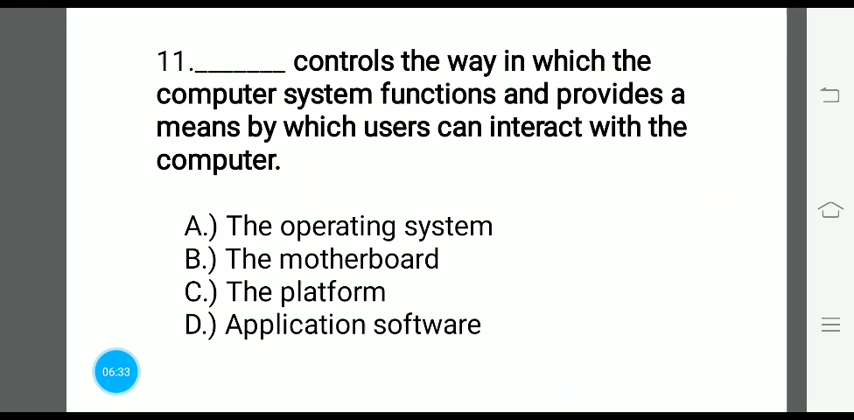 11._______ controls the way in which the
computer system functions and provides a
means by which users can interact with the
computer.
A.) The operating system
B.) The motherboard
C.) The platform
D.) Application software
06:33